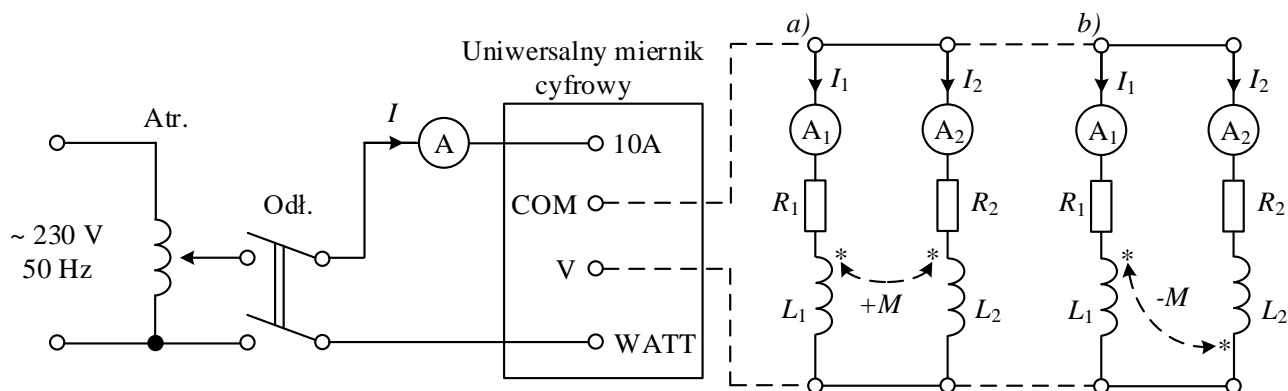 Uniwersalny miernik
cyfrowy
Atr.
~ 230 V
50 Hz
Odł.
I
A
10A
COM
V
WATT
a)
I1
I2
A1
A2
R1
R2
*
*
L1
+M
L2
b)
I1
I2
A1
A2
R1
R2
*
L1
-M
*
L2